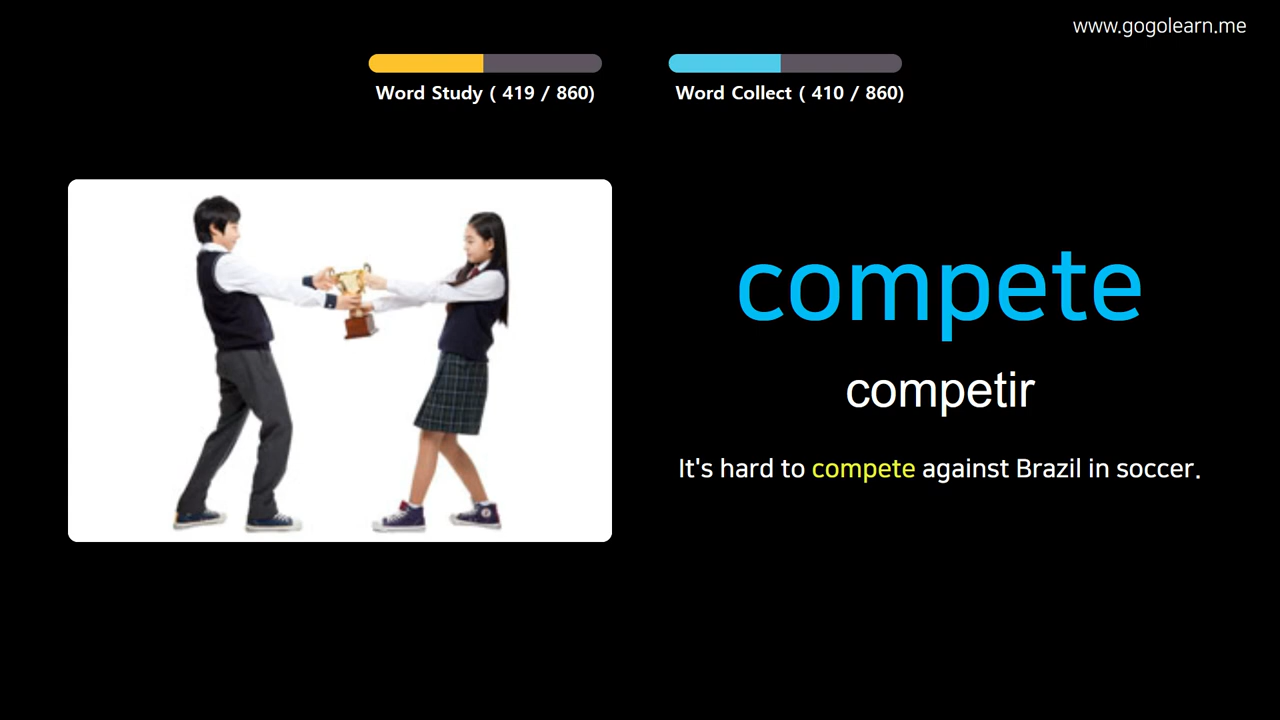 www.gogolearn.me
Word Study ( 419 / 860)
Word Collect ( 410 / 860)
compete
competir
It's hard to compete against Brazil in soccer.